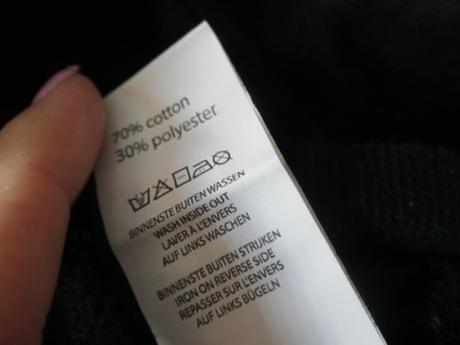 70% cotton
30% polyester
BINNENSTE BUITEN WASSEN
WASH INSIDE OUT
LAVER À L'ENVERS
AUF LINKS WASCHEN
BINNENSTE BUITEN STRIJKEN
IRON ON REVERSE SIDE
REPASSER SUR L'ENVERS
AUF LINKS BÜGELN